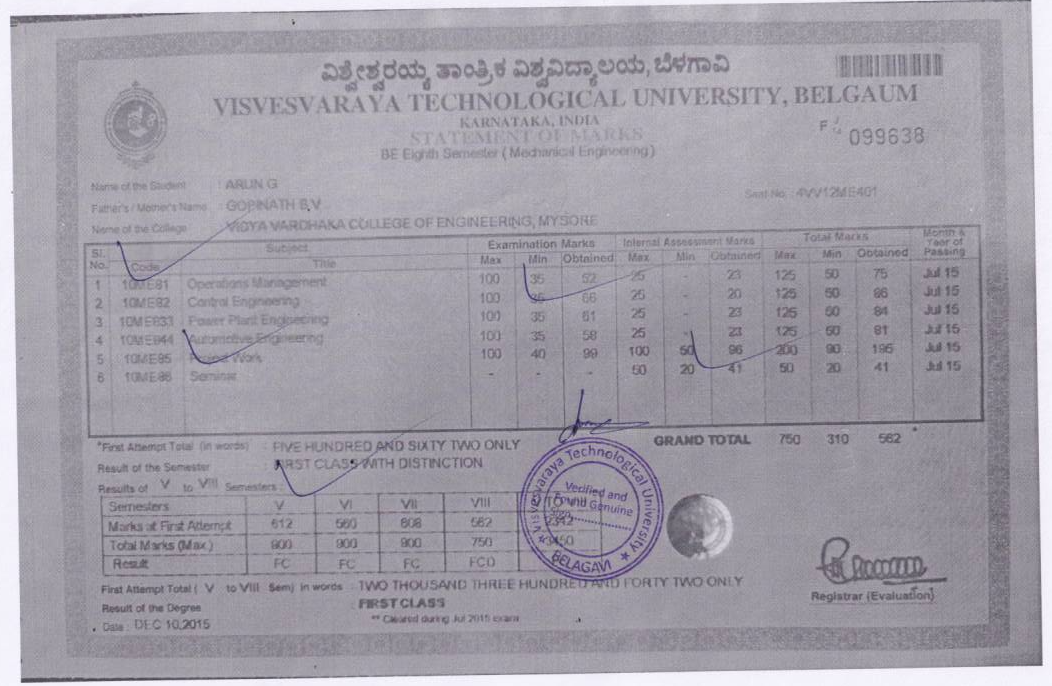 ವಿಶ್ವೇಶ್ವರಯ್ಯ ತಾಂತ್ರಿಕ ವಿಶ್ವವಿದ್ಯಾಲಯ, ಬೆಳಗಾವಿ
VISVESVARAYA TECHNOLOGICAL UNIVERSITY, BELGAUM
KARNATAKA, INDIA
STATEMENT OF MARKS
099638
BE Eighth Semester ( Mechanical Engineering )
Name of the Student : ARUN G
Seat No : 4VV12ME401
Father's / Mother's Name : GOPINATH B.V
Name of the College : VIDYA VARDHAKA COLLEGE OF ENGINEERING, MYSORE
Sl. No. Subject Code Title Examination Marks Max Min Obtained Internal Assessment Marks Max Min Obtained Total Marks Max Min Obtained Month & Year of Passing
1 10ME81 Operations Management 100 35 52 25 - 23 125 50 75 Jul 15
2 10ME82 Control Engineering 100 35 66 25 - 20 125 50 86 Jul 15
3 10ME833 Power Plant Engineering 100 35 61 25 - 23 125 50 84 Jul 15
4 10ME844 Automotive Engineering 100 35 58 25 - 23 125 50 81 Jul 15
5 10ME85 Project Work 100 40 99 100 50 96 200 90 195 Jul 15
6 10ME86 Seminar - - - 50 20 41 50 20 41 Jul 15
*First Attempt Total (in words) : FIVE HUNDRED AND SIXTY TWO ONLY GRAND TOTAL 750 310 562 *
Result of the Semester : FIRST CLASS WITH DISTINCTION
Results of V to VIII Semesters :
Semesters V VI VII VIII
Marks at First Attempt 612 560 608 562 2342
Total Marks (Max.) 900 900 900 750 3450
Result FC FC FC FCD
Visvesvaraya Technological University
Verified and
Found Genuine
★ BELAGAVI ★
First Attempt Total ( V to VIII Sem) in words : TWO THOUSAND THREE HUNDRED AND FORTY TWO ONLY
Result of the Degree : FIRST CLASS
Registrar (Evaluation)
Date : DEC 10,2015
** Cleared during Jul 2015 exam